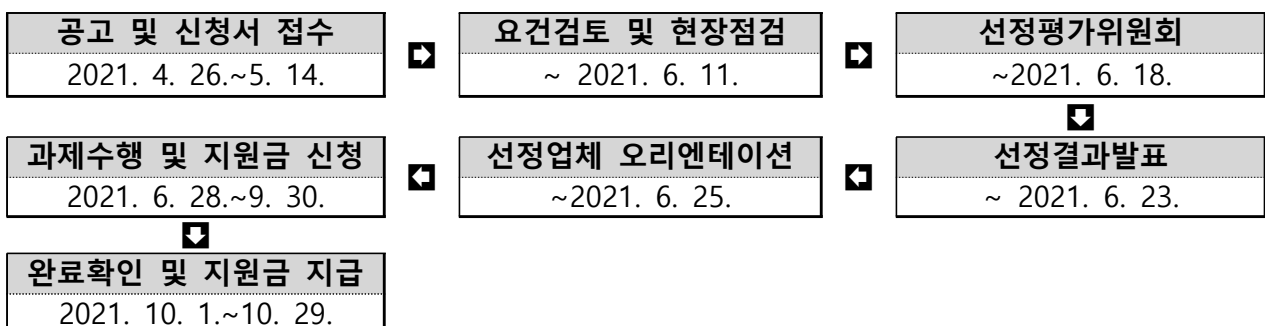 공고 및 신청서 접수
2021. 4. 26.~5. 14.
요건검토 및 현장점검
~ 2021. 6. 11.
선정평가위원회
~2021. 6. 18.
선정결과발표
~ 2021. 6. 23.
선정업체 오리엔테이션
~2021. 6. 25.
과제수행 및 지원금 신청
2021. 6. 28.~9. 30.
완료확인 및 지원금 지급
2021. 10. 1.~10. 29.